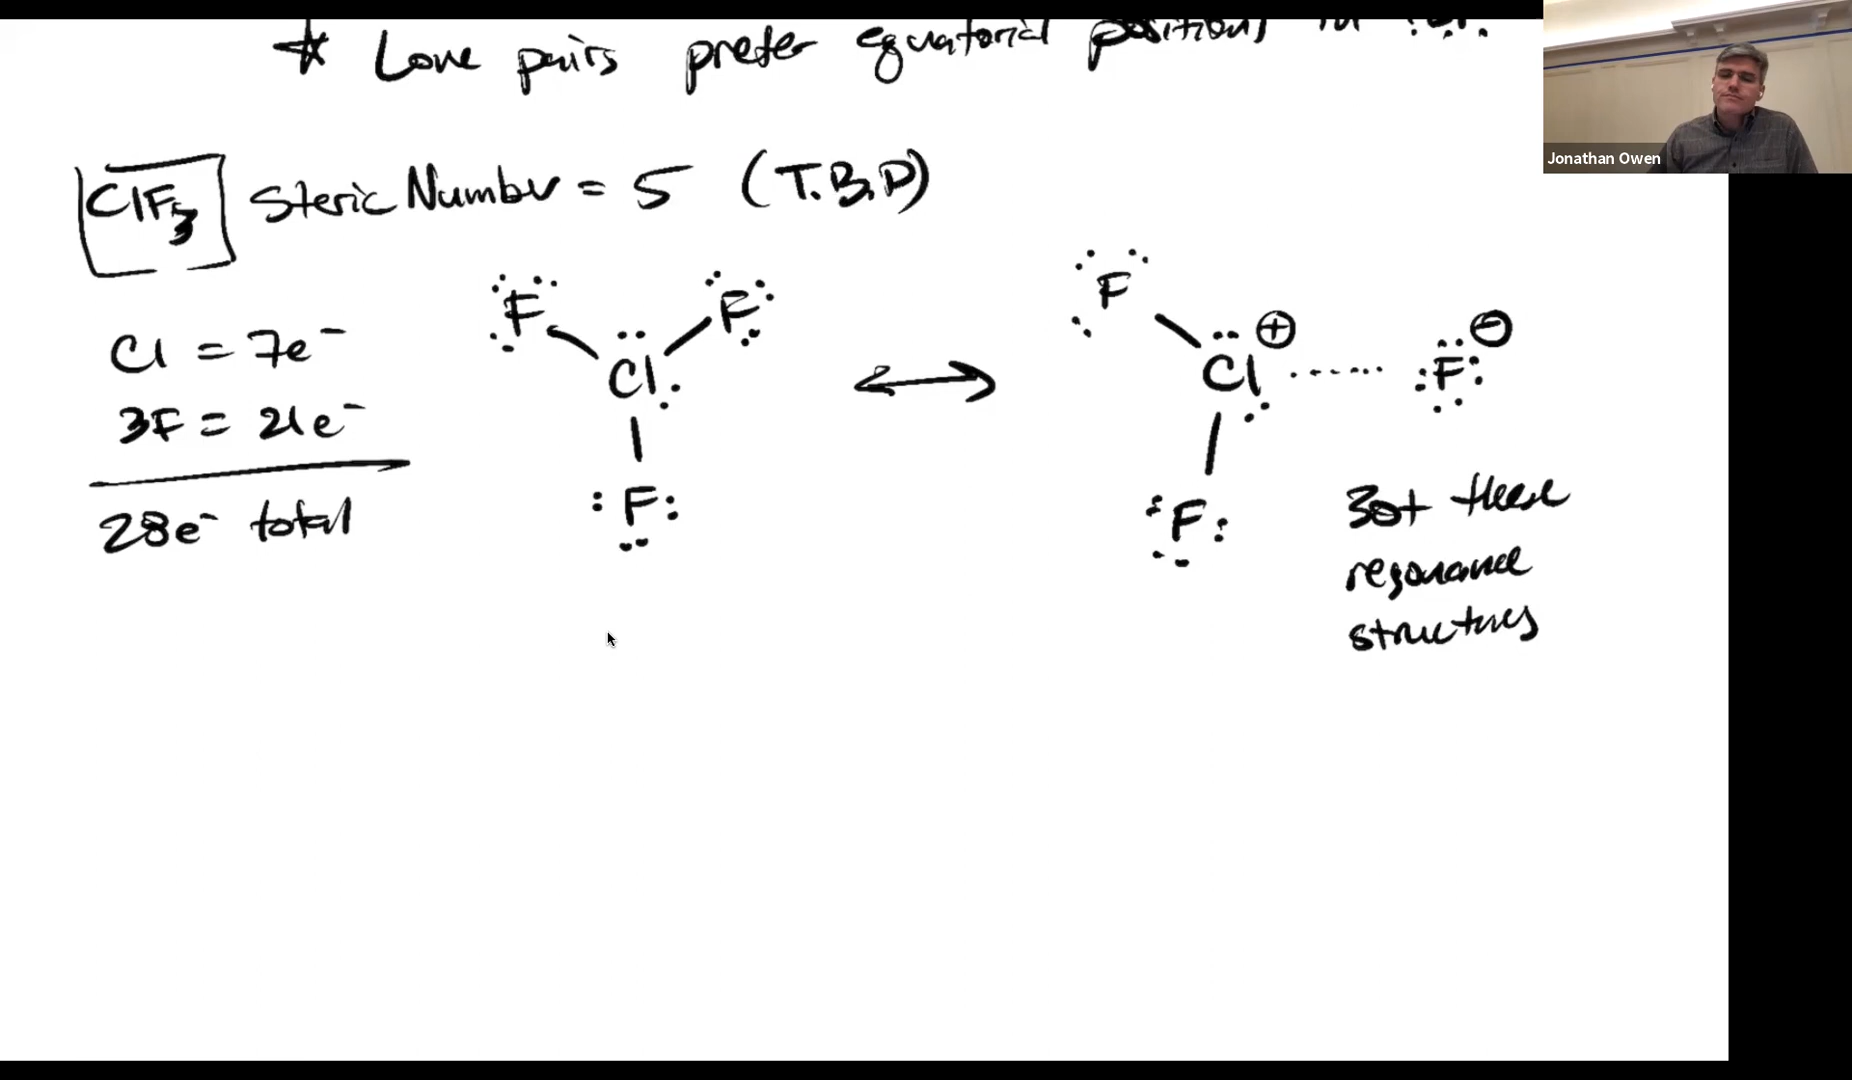 * Lone pairs prefer equatorial positions in
Jonathan Owen
ClF3 Steric Number = 5 (T.B.P)
Cl = 7e⁻
3F = 21e⁻
28e⁻ total
F F
Cl
F
F
Cl ⊕ F ⊖
F
3 of these
resonance
structures